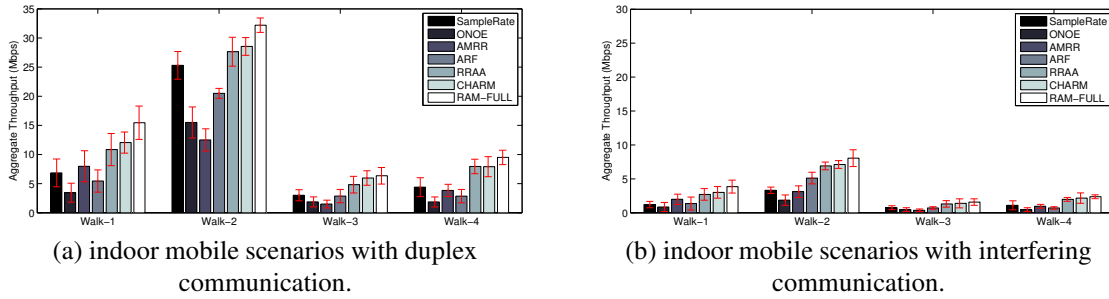 35
30
25
20
15
10
5
0
Aggregate Throughput (Mbps)
Walk-1 Walk-2 Walk-3 Walk-4
SampleRate
ONOE
AMRR
ARF
RRAA
CHARM
RAM-FULL
(a) indoor mobile scenarios with duplex
communication.
30
25
20
15
10
5
0
Aggregate Throughput (Mbps)
Walk-1 Walk-2 Walk-3 Walk-4
SampleRate
ONOE
AMRR
ARF
RRAA
CHARM
RAM-FULL
(b) indoor mobile scenarios with interfering
communication.